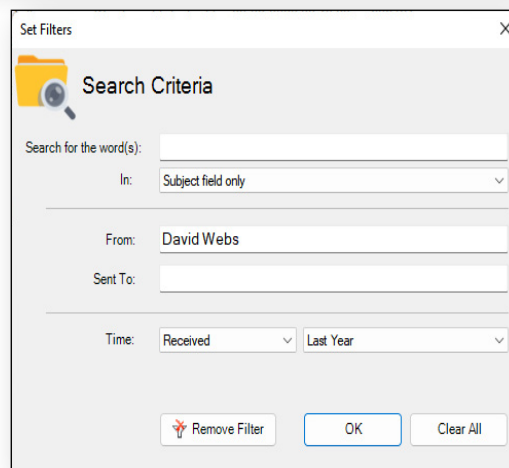 Set Filters
Search Criteria
Search for the word(s):
In: Subject field only
From: David Webs
Sent To:
Time: Received Last Year
Remove Filter OK Clear All